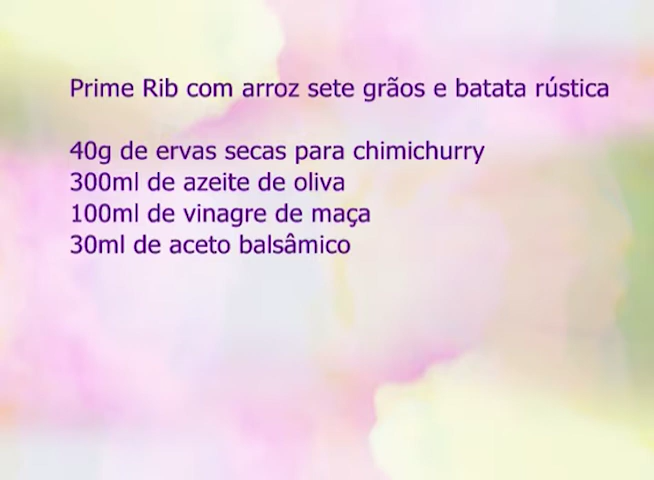 Prime Rib com arroz sete grãos e batata rústica
40g de ervas secas para chimichurry
300ml de azeite de oliva
100ml de vinagre de maça
30ml de aceto balsâmico